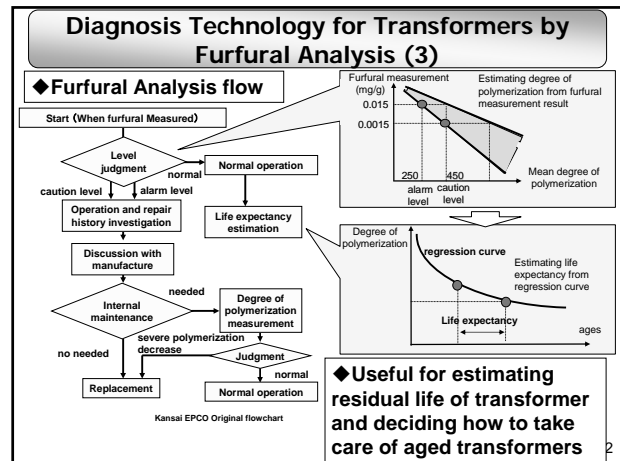 Diagnosis Technology for Transformers by
Furfural Analysis (3)
◆Furfural Analysis flow
Start (When furfural Measured)
Level
judgment
normal
Normal operation
caution level
alarm level
Operation and repair
history investigation
Life expectancy
estimation
Discussion with
manufacture
Internal
maintenance
needed
Degree of
polymerization
measurement
severe polymerization
decrease
no needed
Judgment
normal
Replacement
Normal operation
Kansai EPCO Original flowchart
Furfural measurement
(mg/g)
Estimating degree of
polymerization from furfural
measurement result
0.015
0.0015
250
450
alarm
level
caution
level
Mean degree of
polymerization
Degree of
polymerization
regression curve
Estimating life
expectancy from
regression curve
Life expectancy
ages
◆Useful for estimating
residual life of transformer
and deciding how to take
care of aged transformers
2